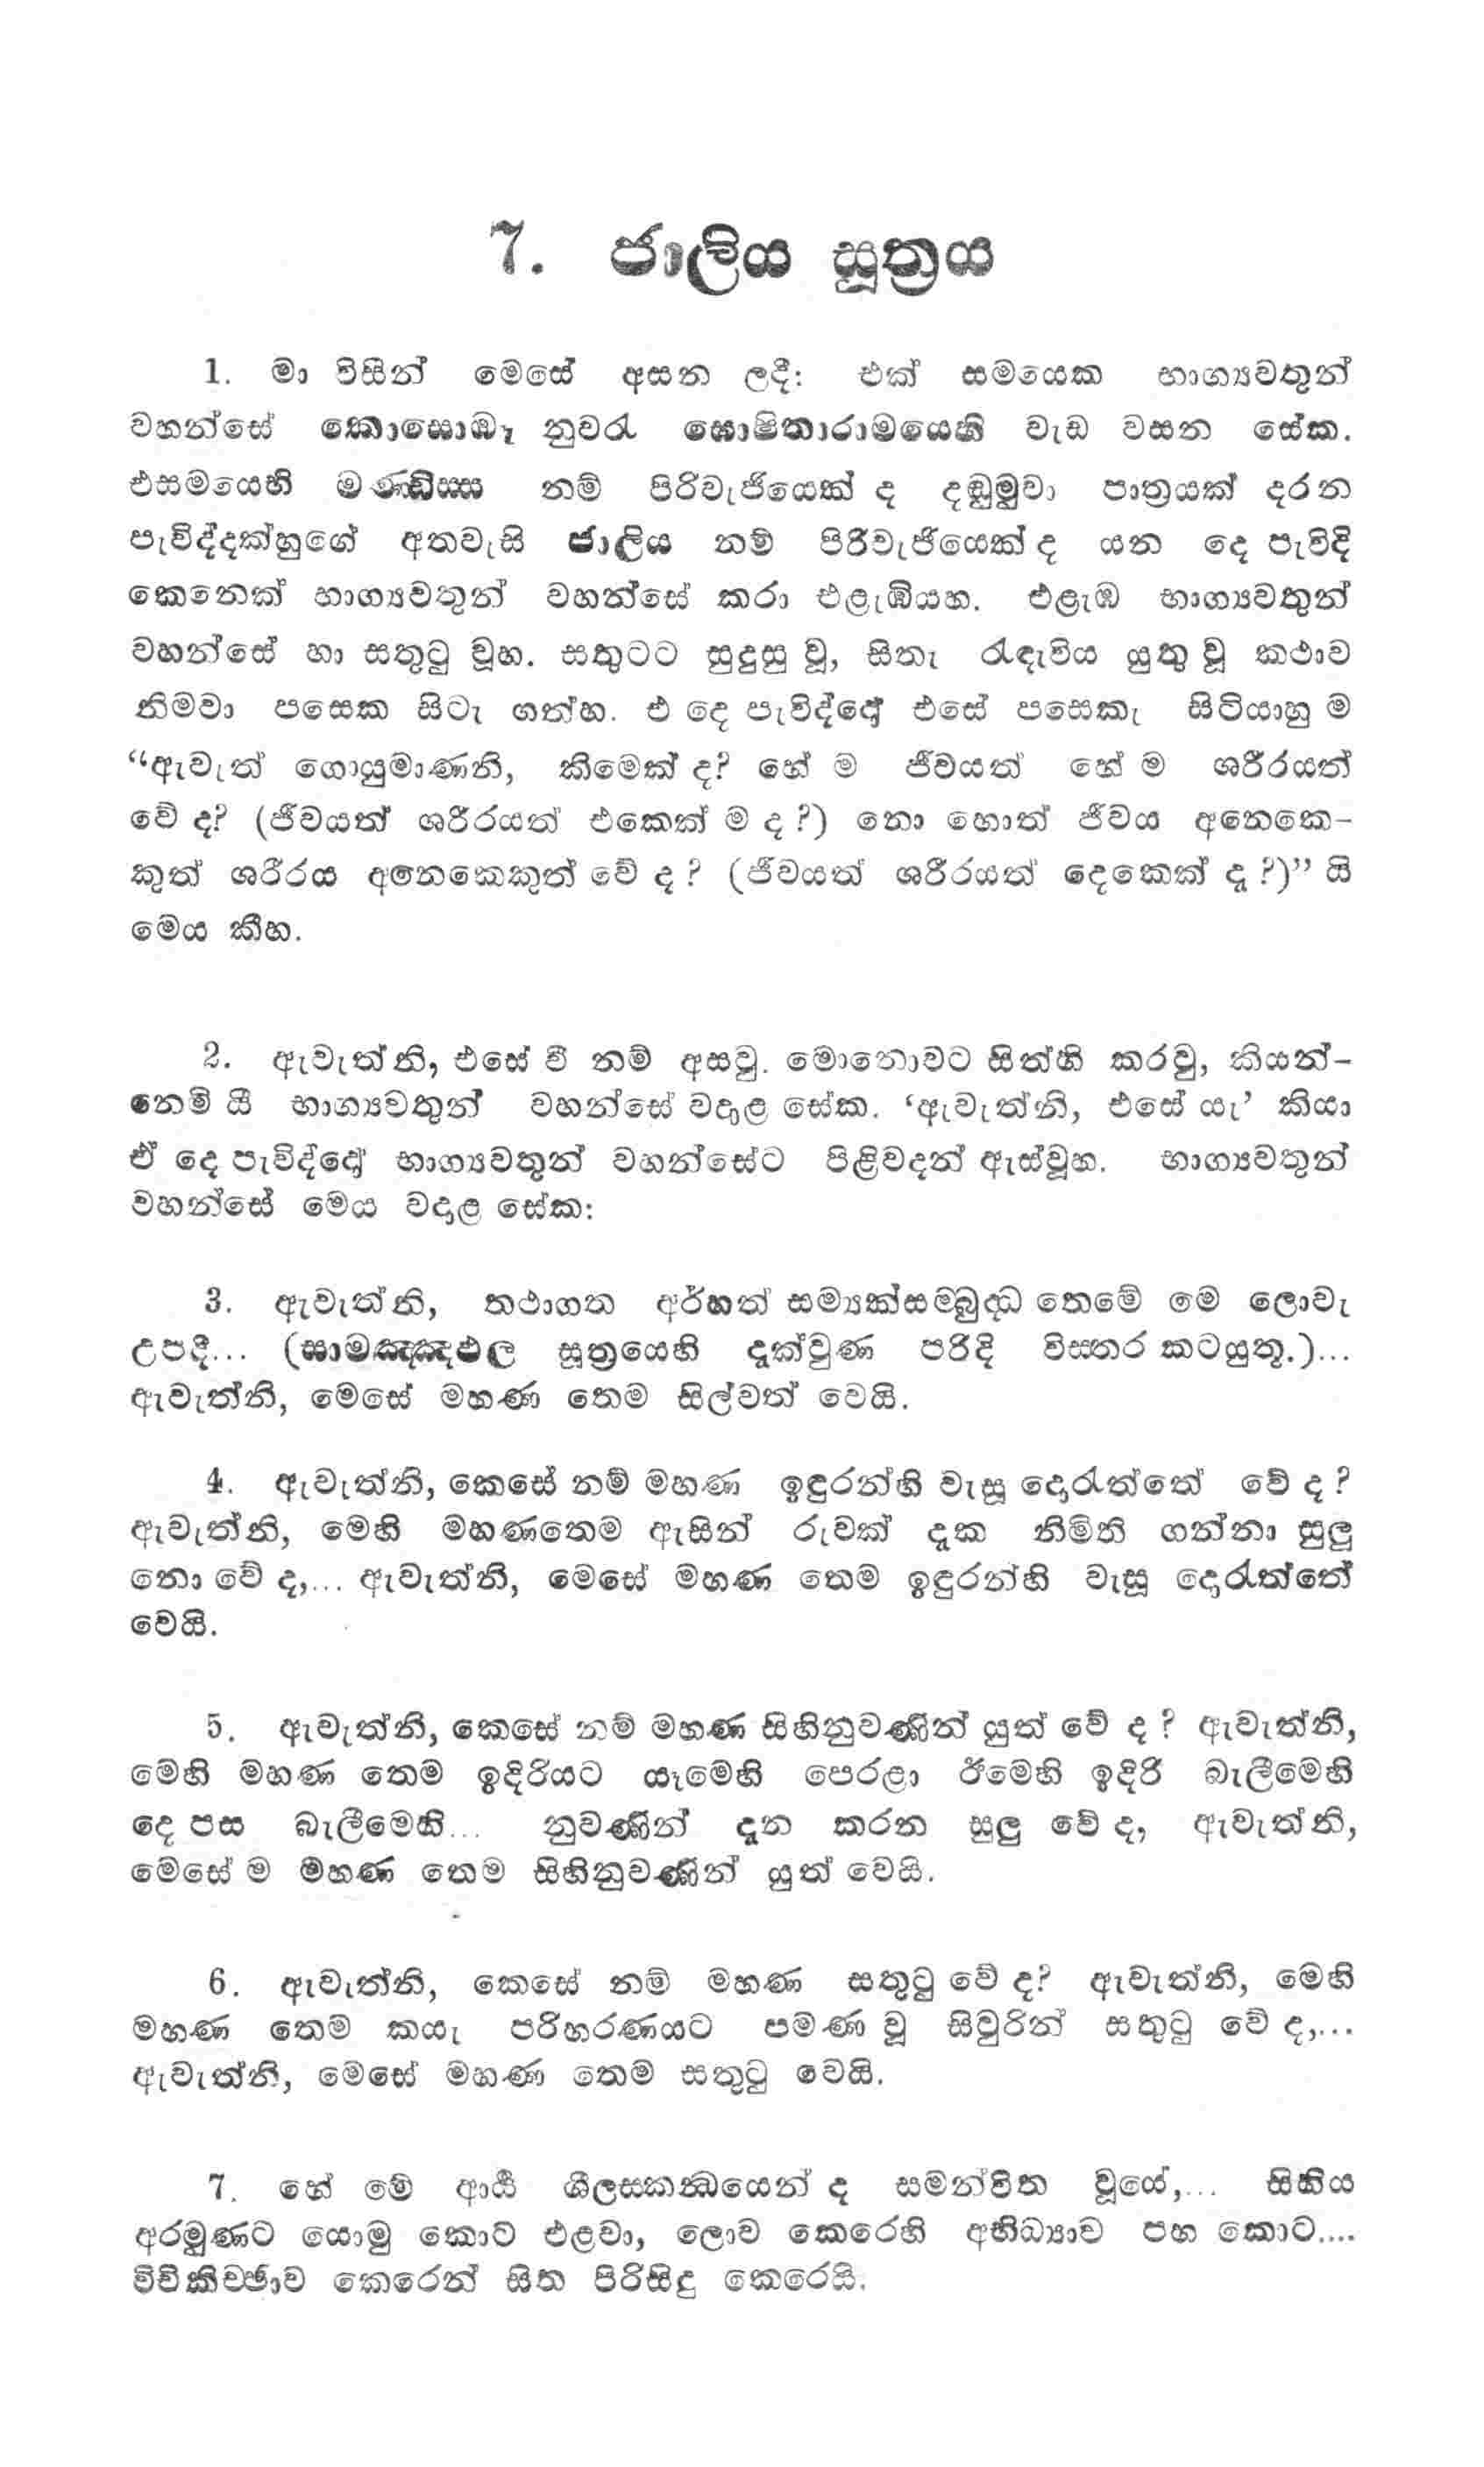 7. ජාලිය සූත්‍රය
1. මා විසින් මෙසේ අසන ලදී: එක් සමයෙක භාග්‍යවතුන්
වහන්සේ කොසොඹෑ නුවරැ ඝොෂිතාරාමයෙහි වැඩ වසන සේක.
එසමයෙහි මණ්ඩිස්ස නම් පිරිවැජියෙක් ද දඬුමුවා පාත්‍රයක් දරන
පැවිද්දක්හුගේ අතවැසි ජාලිය නම් පිරිවැජියෙක් ද යන දෙ පැවිදි
කෙනෙක් භාග්‍යවතුන් වහන්සේ කරා එළැඹියහ. එළැඹ භාග්‍යවතුන්
වහන්සේ හා සතුටු වූහ. සතුටට සුදුසු වූ, සිතැ රැඳැවිය යුතු වූ කථාව
නිමවා පසෙක සිටැ ගත්හ. එ දෙ පැවිද්දෝ එසේ පසෙකැ සිටියාහු ම
“ඇවැත් ගොයුමාණනි, කිමෙක් ද? හේ ම ජීවයත් හේ ම ශරීරයත්
වේ ද? (ජීවයත් ශරීරයත් එකෙක් ම ද ?) නො හොත් ජීවය අනෙකෙ-
කුත් ශරීරය අනෙකෙකුත් වේ ද ? (ජීවයත් ශරීරයත් දෙකෙක් දැ ?)” යි
මෙය කීහ.
2. ඇවැත්නි, එසේ වී නම් අසවු. මොනොවට සිත්හි කරවු, කියන්-
නෙමි යී භාග්‍යවතුන් වහන්සේ වදාළ සේක. ‘ඇවැත්නි, එසේ යැ’ කියා
ඒ දෙ පැවිද්දෝ භාග්‍යවතුන් වහන්සේට පිළිවදන් ඇස්වූහ. භාග්‍යවතුන්
වහන්සේ මෙය වදාළ සේක:
3. ඇවැත්නි, තථාගත අර්හත් සම්‍යක්සම්බුද්ධ තෙමේ මෙ ලොවැ
උපදී... (සාමඤ්ඤඵල සූත්‍රයෙහි දැක්වුණ පරිදි විස්තර කටයුතු.)...
ඇවැත්නි, මෙසේ මහණ තෙම සිල්වත් වෙයි.
4. ඇවැත්නි, කෙසේ නම් මහණ ඉඳුරන්හි වැසූ දොරැත්තේ වේ ද ?
ඇවැත්නි, මෙහි මහණතෙම ඇසින් රුවක් දැක නිමිති ගන්නා සුලු
නො වේ ද,... ඇවැත්නි, මෙසේ මහණ තෙම ඉඳුරන්හි වැසූ දොරැත්තේ
වෙයි.
5. ඇවැත්නි, කෙසේ නම් මහණ සිහිනුවණින් යුත් වේ ද ? ඇවැත්නි,
මෙහි මහණ තෙම ඉදිරියට යෑමෙහි පෙරළා ඊමෙහි ඉදිරි බැලීමෙහි
දෙ පස බැලීමෙහි... නුවණින් දැන කරන සුලු වේ ද, ඇවැත්නි,
මෙසේ ම මහණ තෙම සිහිනුවණින් යුත් වෙයි.
6. ඇවැත්නි, කෙසේ නම් මහණ සතුටු වේ ද? ඇවැත්නි, මෙහි
මහණ තෙම කයැ පරිහරණයට පමණ වූ සිවුරින් සතුටු වේ ද,...
ඇවැත්නි, මෙසේ මහණ තෙම සතුටු වෙයි.
7. හේ මේ ආර්ය්‍ය ශීලස්කන්ධයෙන් ද සමන්විත වූයේ,... සිහිය
අරමුණට යොමු කොට එළවා, ලොව කෙරෙහි අභිධ්‍යාව පහ කොට....
විචිකිච්ඡාව කෙරෙන් සිත පිරිසිදු කෙරෙයි.